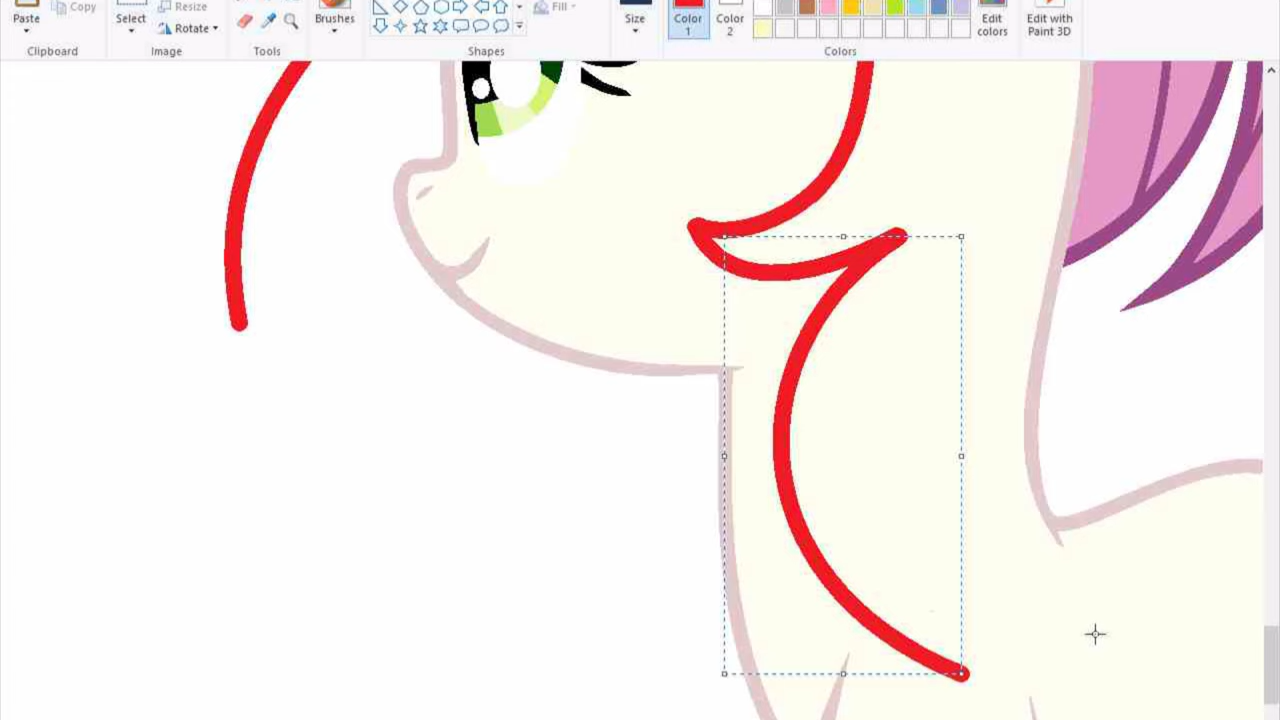 Paste
Copy
Select
Resize
Rotate
Brushes
Fill
Size
Color 1
Color 2
Edit colors
Edit with Paint 3D
Clipboard
Image
Tools
Shapes
Colors